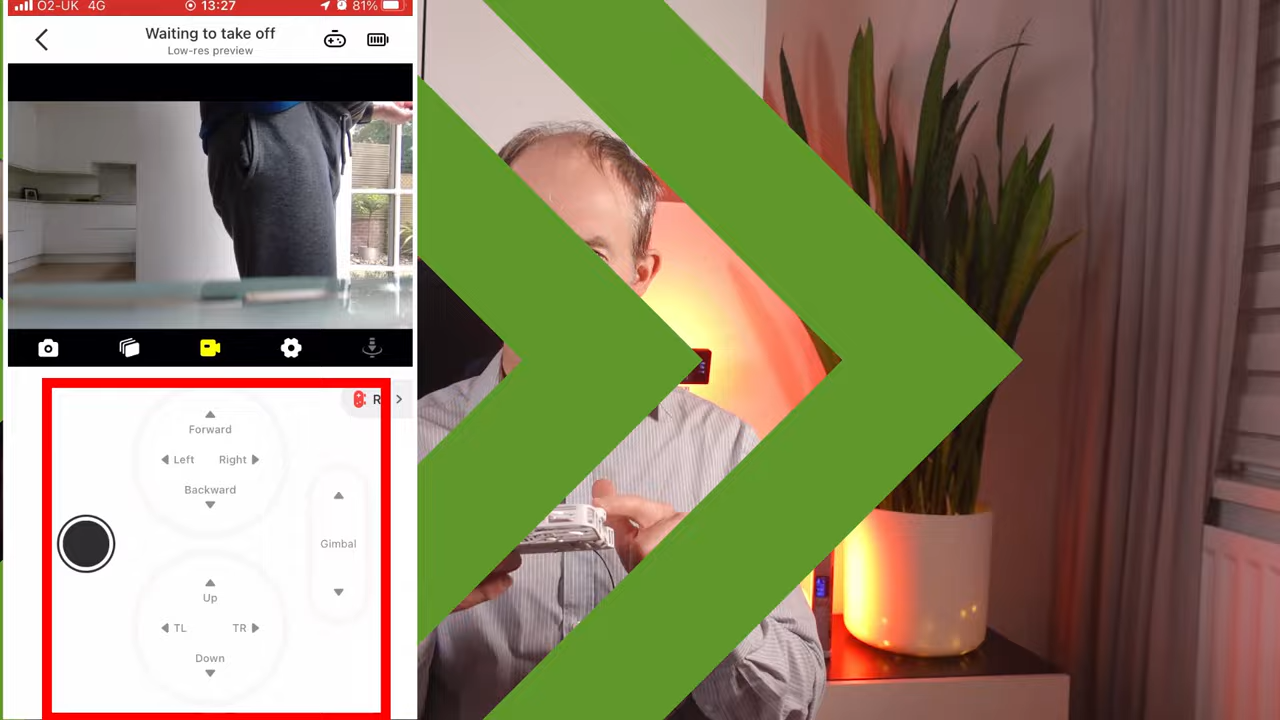 O2-UK 4G 13:27 81%
Waiting to take off
Low-res preview
R
Forward
Left Right
Backward
Gimbal
Up
TL TR
Down